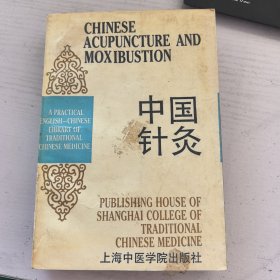 CHINESE
ACUPUNCTURE AND
MOXIBUSTION
A PRACTICAL
ENGLISH—CHINESE
LIBRARY OF
TRADITIONAL
CHINESE MEDICINE
中国
针灸
PUBLISHING HOUSE OF
SHANGHAI COLLEGE OF
TRADITIONAL
CHINESE MEDICINE
上海中医学院出版社